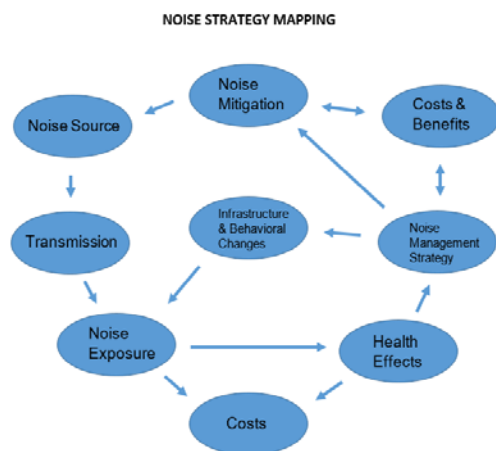 NOISE STRATEGY MAPPING
Noise
Mitigation
Costs &
Benefits
Noise Source
Infrastructure
& Behavioral
Changes
Noise
Management
Strategy
Transmission
Noise
Exposure
Health
Effects
Costs